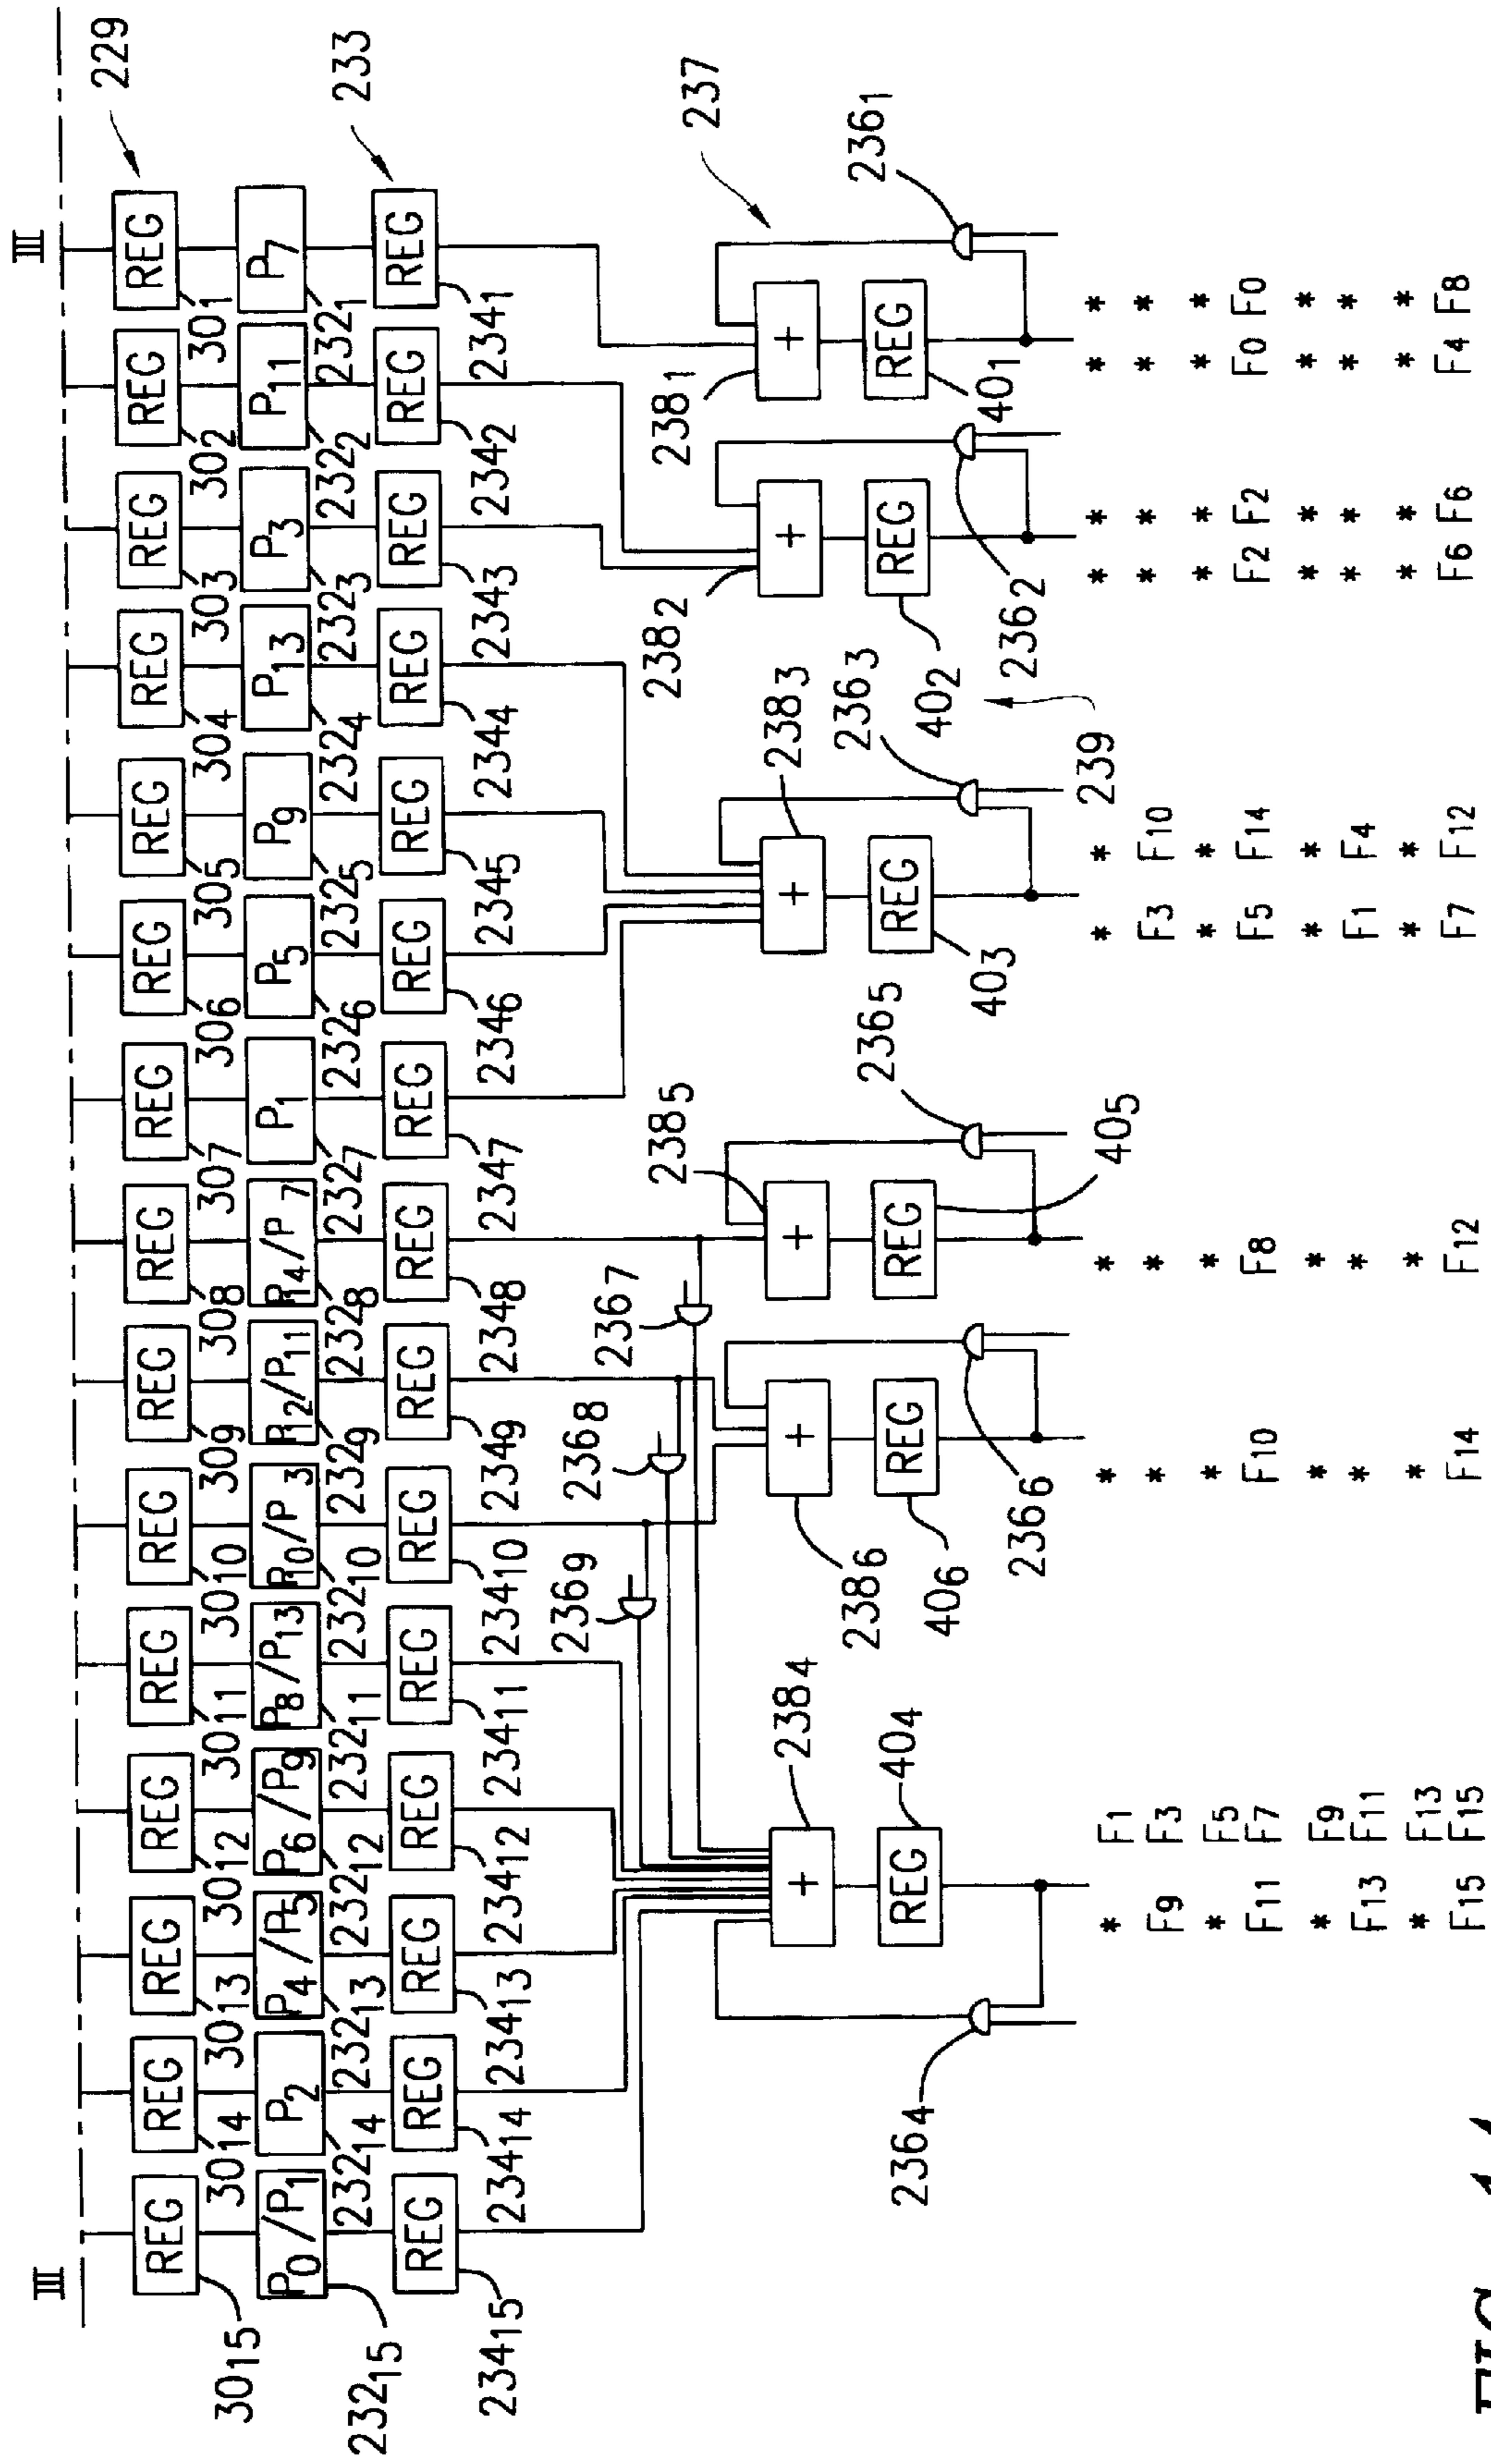 III III
229
REG REG REG REG REG REG REG REG REG REG REG REG REG REG REG
30₁₅ 30₁₄ 30₁₃ 30₁₂ 30₁₁ 30₁₀ 30₉ 30₈ 30₇ 30₆ 30₅ 30₄ 30₃ 30₂ 30₁
P₀/P₁ P₂ P₄/P₅ P₆/P₉ P₈/P₁₃ P₁₀/P₃ P₁₂/P₁₁ P₁₄/P₇ P₁ P₅ P₉ P₁₃ P₃ P₁₁ P₇
232₁₅ 232₁₄ 232₁₃ 232₁₂ 232₁₁ 232₁₀ 232₉ 232₈ 232₇ 232₆ 232₅ 232₄ 232₃ 232₂ 232₁
233
REG REG REG REG REG REG REG REG REG REG REG REG REG REG REG
234₁₅ 234₁₄ 234₁₃ 234₁₂ 234₁₁ 234₁₀ 234₉ 234₈ 234₇ 234₆ 234₅ 234₄ 234₃ 234₂ 234₁
236₉ 236₈ 236₇
238₅ 238₂ 238₁ 237
+ + + + + +
238₄ 238₆ 238₃
REG REG REG REG REG REG
236₄ 404 40₆ 236₅ 236₃ 236₁
236₆ 40₅ 40₃ 40₂ 236₂ 40₁
239
* F1 * * * * * * * *
F9 F3 * * F3 F10 * * * *
* F5 * * * * * * * *
F11 F7 F10 F8 F5 F14 F2 F2 F0 F0
* F9 * * * * * * * *
F13 F11 * * F1 F4 * * * *
* F13 * * * * * * * *
F15 F15 F14 F12 F7 F12 F6 F6 F4 F8